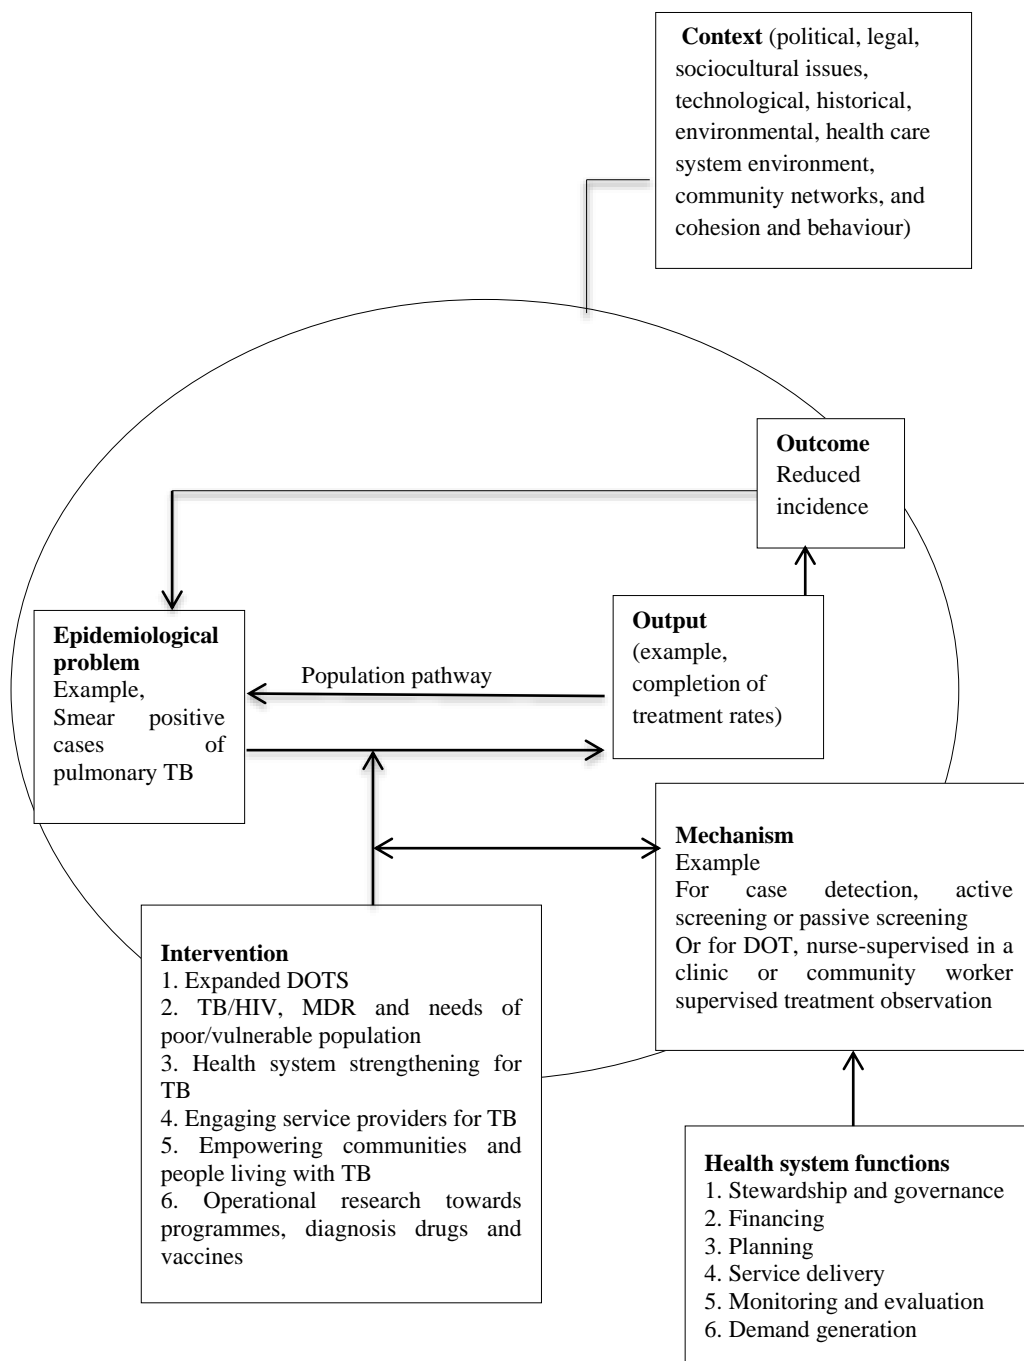 Context (political, legal,
sociocultural issues,
technological, historical,
environmental, health care
system environment,
community networks, and
cohesion and behaviour)
Outcome
Reduced
incidence
Epidemiological
problem
Example,
Smear positive
cases of
pulmonary TB
Population pathway
Output
(example,
completion of
treatment rates)
Mechanism
Example
For case detection, active
screening or passive screening
Or for DOT, nurse-supervised in a
clinic or community worker
supervised treatment observation
Intervention
1. Expanded DOTS
2. TB/HIV, MDR and needs of
poor/vulnerable population
3. Health system strengthening for
TB
4. Engaging service providers for TB
5. Empowering communities and
people living with TB
6. Operational research towards
programmes, diagnosis drugs and
vaccines
Health system functions
1. Stewardship and governance
2. Financing
3. Planning
4. Service delivery
5. Monitoring and evaluation
6. Demand generation